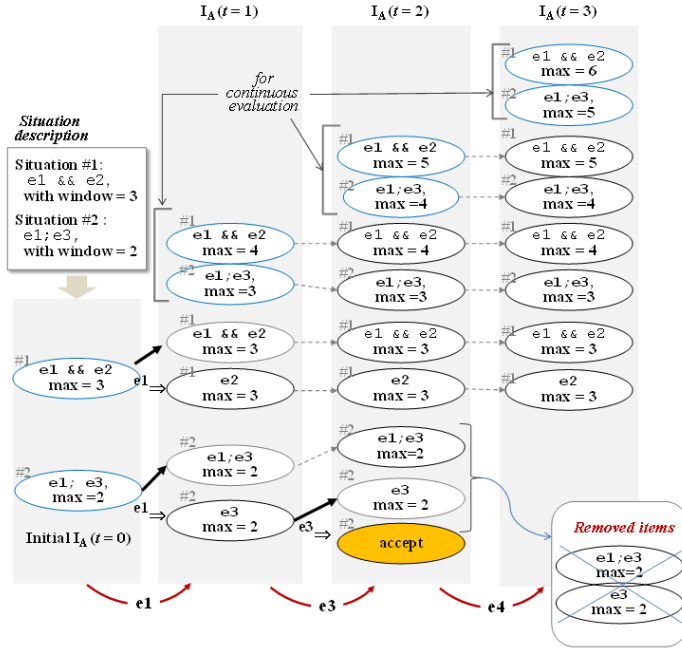 I_A (t = 1)
I_A (t = 2)
I_A (t = 3)
for
continuous
evaluation
Situation
description
Situation #1:
e1 && e2,
with window = 3
Situation #2 :
e1;e3,
with window = 2
#1
e1 && e2
max = 3
#2
e1; e3,
max=2
Initial I_A (t = 0)
#1
e1 && e2
max = 4
#2
e1;e3,
max=3
#1
e1 && e2
max = 3
e1⇒
#1
e2
max = 3
#2
e1;e3
max = 2
e1⇒
#2
e3
max = 2
#1
e1 && e2
max = 5
#2
e1;e3,
max=4
#1
e1 && e2
max = 4
#2
e1;e3,
max=3
#1
e1 && e2
max = 3
#1
e2
max = 3
#2
e1;e3
max=2
#2
e3
max = 2
e3⇒
#2
accept
#1
e1 && e2
max = 6
#2
e1;e3,
max=5
#1
e1 && e2
max = 5
#2
e1;e3,
max=4
#1
e1 && e2
max = 4
#2
e1;e3,
max=3
#1
e1 && e2
max = 3
#1
e2
max = 3
Removed items
e1;e3
max=2
e3
max = 2
e1
e3
e4